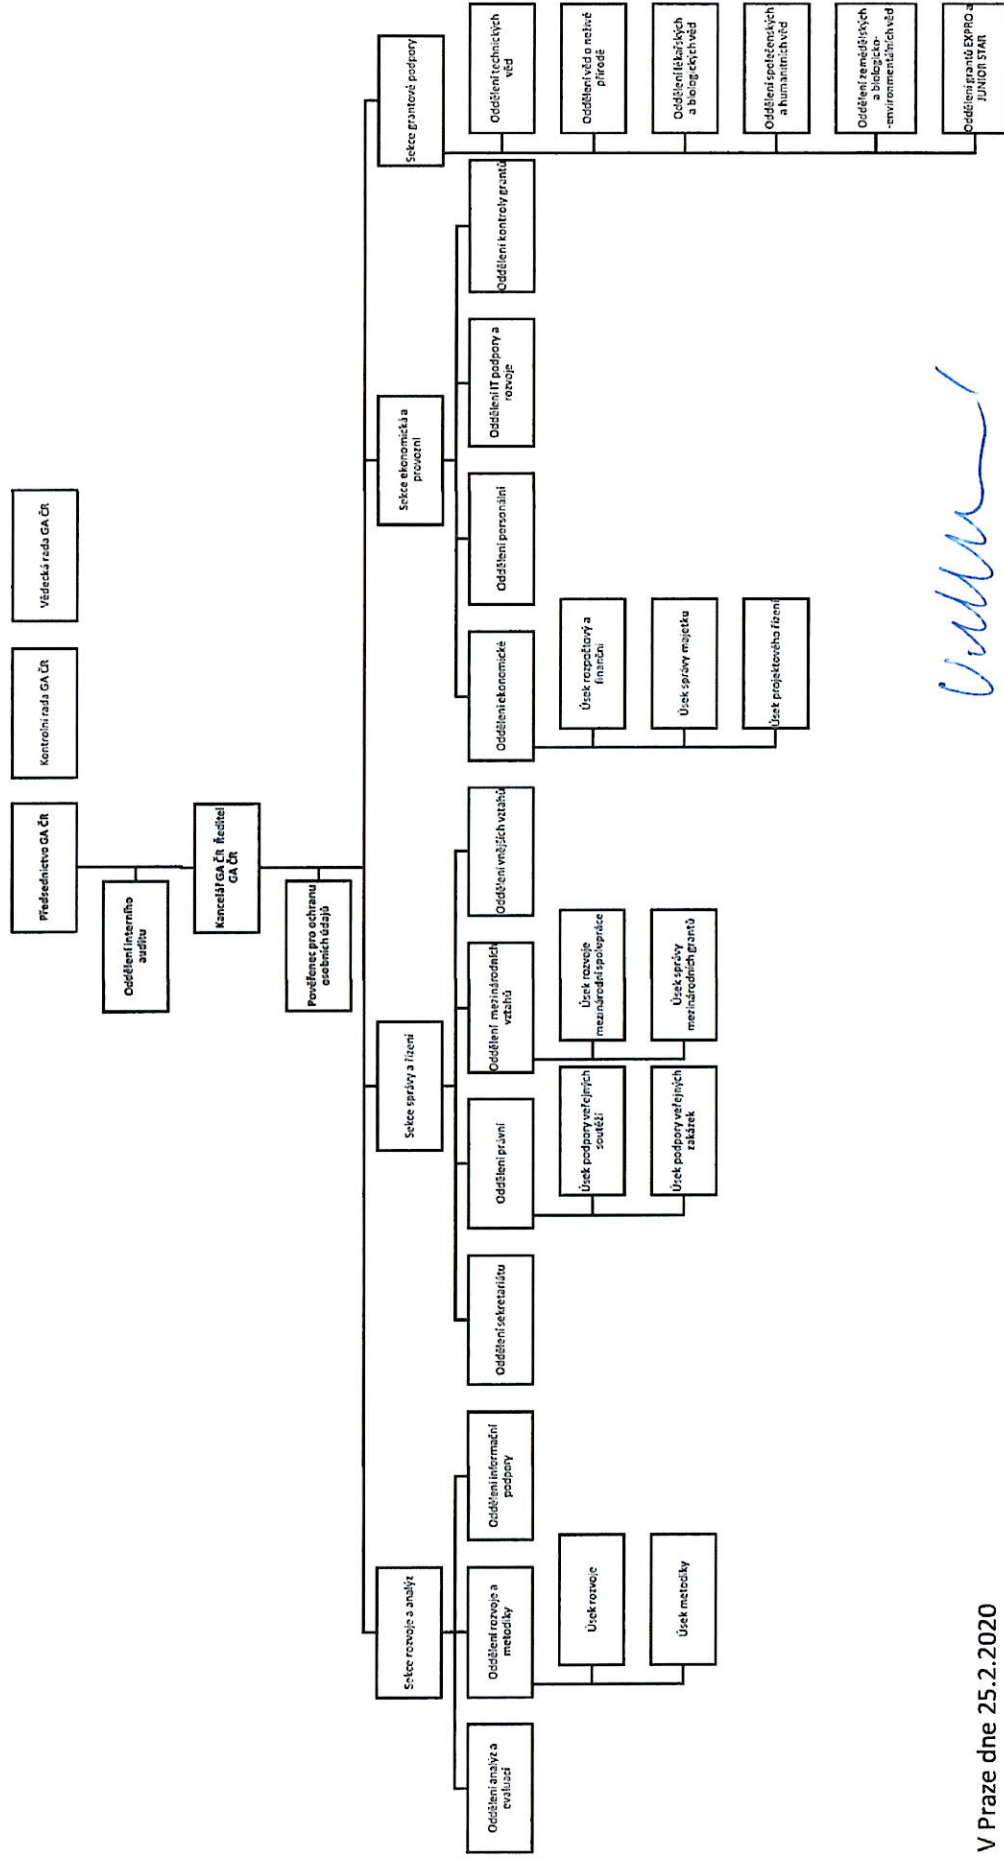 Předsednictvo GA ČR
Kontrolní rada GA ČR
Vědecká rada GA ČR
Oddělení interního
auditu
Kancelář GA ČR Ředitel
GA ČR
Pověřenec pro ochranu
osobních údajů
Sekce rozvoje a analýz
Sekce správy a řízení
Sekce ekonomická a
provozní
Sekce grantové podpory
Oddělení analýz a
evaluací
Oddělení rozvoje a
metodiky
Oddělení informační
podpory
Oddělení sekretariátu
Oddělení právní
Oddělení mezinárodních
vztahů
Oddělení vnějších vztahů
Oddělení ekonomické
Oddělení personální
Oddělení IT podpory a
rozvoje
Oddělení kontroly grantů
Oddělení technických
věd
Úsek rozvoje
Úsek podpory veřejných
soutěží
Úsek rozvoje
mezinárodní spolupráce
Úsek rozpočtový a
finanční
Oddělení věd o neživé
přírodě
Úsek metodiky
Úsek podpory veřejných
zakázek
Úsek správy
mezinárodních grantů
Úsek správy majetku
Oddělení lékařských
a biologických věd
Úsek projektového řízení
Oddělení společenských
a humanitních věd
Oddělení zemědělských
a biologicko-
-environmentálních věd
Oddělení grantů EXPRO a
JUNIOR STAR
V Praze dne 25.2.2020